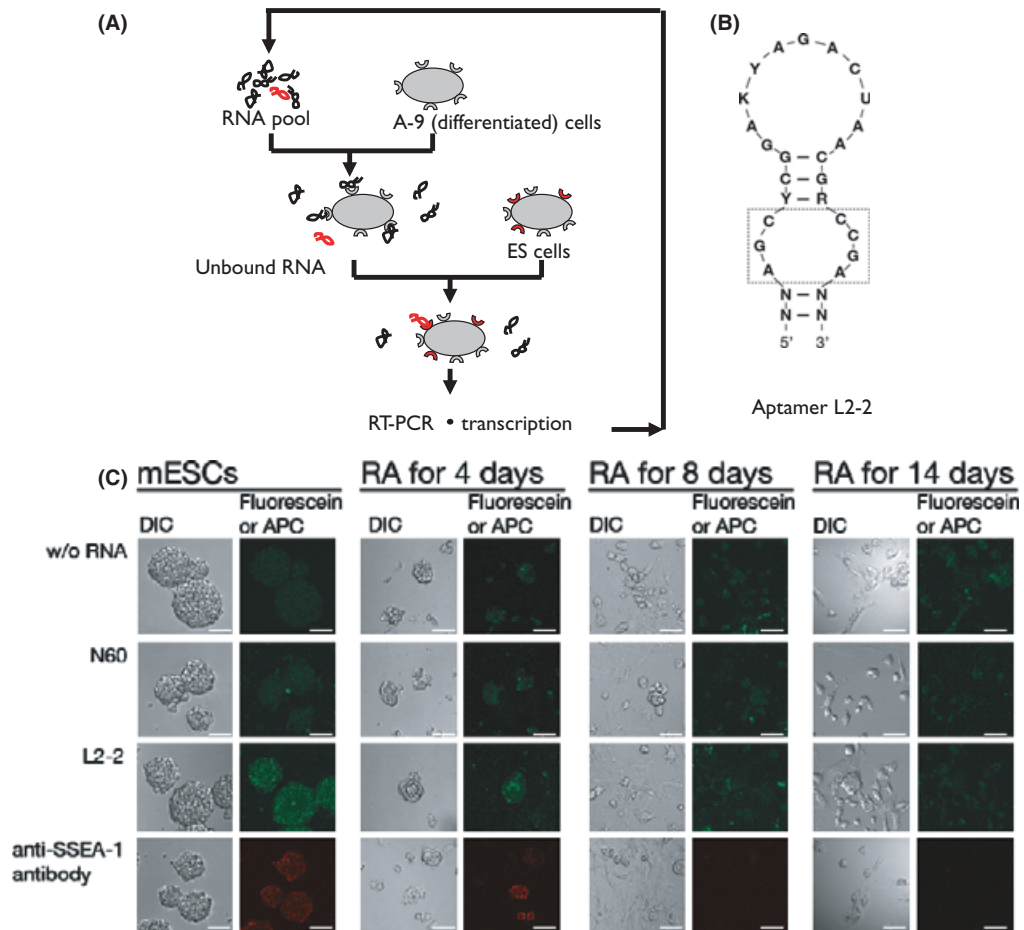 (A)
RNA pool
A-9 (differentiated) cells
Unbound RNA
ES cells
RT-PCR • transcription
(B)
Y A G A C U A A C G R C C G A N N 3'
K A G G C Y C G A N N 5'
Aptamer L2-2
(C)
mESCs
RA for 4 days
RA for 8 days
RA for 14 days
DIC
Fluorescein
or APC
DIC
Fluorescein
or APC
DIC
Fluorescein
or APC
DIC
Fluorescein
or APC
w/o RNA
N60
L2-2
anti-SSEA-1
antibody